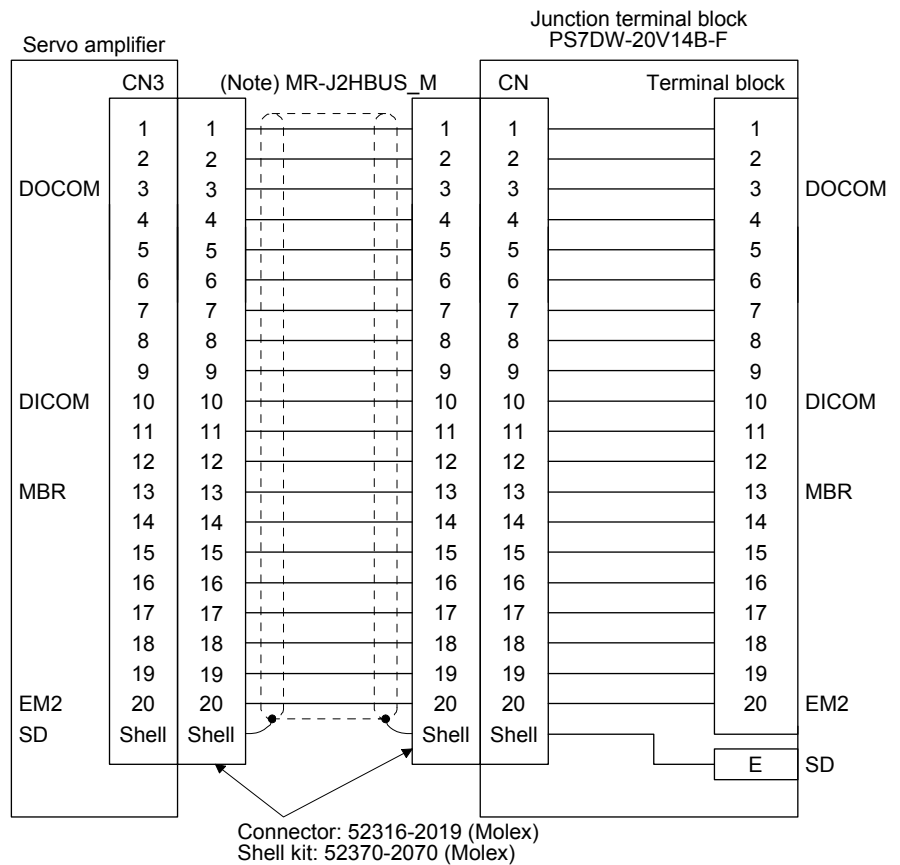 Junction terminal block
PS7DW-20V14B-F
Servo amplifier
CN3 (Note) MR-J2HBUS_M CN Terminal block
1 1 1 1 1
2 2 2 2 2
DOCOM 3 3 3 3 3 DOCOM
4 4 4 4 4
5 5 5 5 5
6 6 6 6 6
7 7 7 7 7
8 8 8 8 8
9 9 9 9 9
DICOM 10 10 10 10 10 DICOM
11 11 11 11 11
12 12 12 12 12
MBR 13 13 13 13 13 MBR
14 14 14 14 14
15 15 15 15 15
16 16 16 16 16
17 17 17 17 17
18 18 18 18 18
19 19 19 19 19
EM2 20 20 20 20 20 EM2
SD Shell Shell Shell Shell
E SD
Connector: 52316-2019 (Molex)
Shell kit: 52370-2070 (Molex)